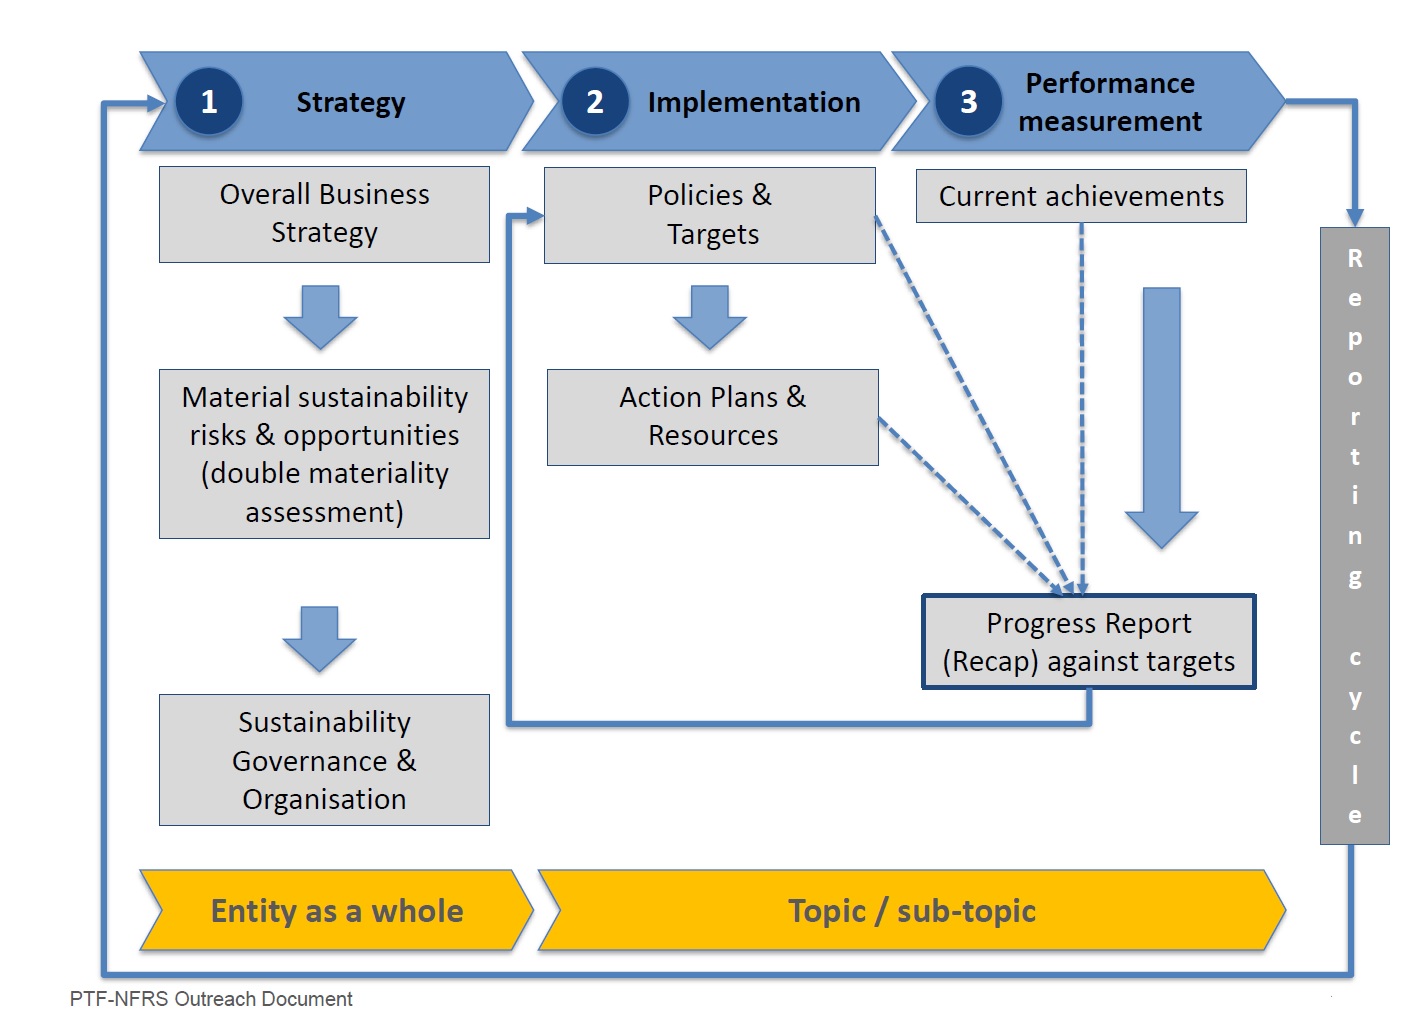 1
Strategy
2
Implementation
3
Performance
measurement
Overall Business
Strategy
Policies &
Targets
Current achievements
Material sustainability
risks & opportunities
(double materiality
assessment)
Action Plans &
Resources
Progress Report
(Recap) against targets
Sustainability
Governance &
Organisation
Reporting cycle
Entity as a whole
Topic / sub-topic
PTF-NFRS Outreach Document